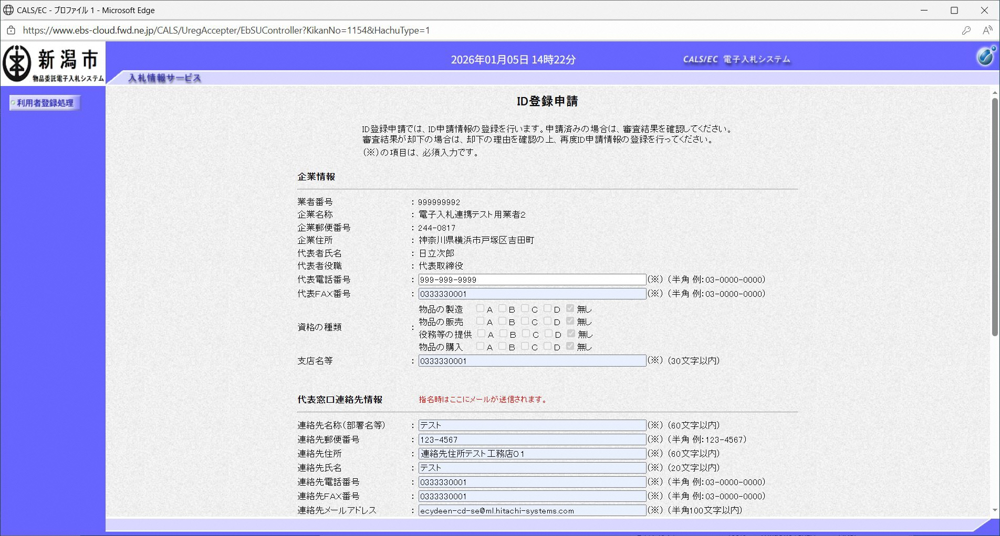 CALS/EC - プロファイル 1 - Microsoft Edge
https://www.ebs-cloud.fwd.ne.jp/CALS/UregAccepter/EbSUController?KikanNo=1154&HachuType=1
新潟市
物品委託電子入札システム
2026年01月05日 14時22分
CALS/EC 電子入札システム
入札情報サービス
利用者登録処理
ID登録申請
ID登録申請では、ID申請情報の登録を行います。申請済みの場合は、審査結果を確認してください。
審査結果が却下の場合は、却下の理由を確認の上、再度ID申請情報の登録を行ってください。
（※）の項目は、必須入力です。
企業情報
業者番号 ：999999992
企業名称 ：電子入札連携テスト用業者２
企業郵便番号 ：244-0817
企業住所 ：神奈川県横浜市戸塚区吉田町
代表者氏名 ：日立次郎
代表者役職 ：代表取締役
代表電話番号 ：999-999-9999 （※）（半角 例：03-0000-0000）
代表FAX番号 ：0333330001 （※）（半角 例：03-0000-0000）
資格の種類 ：
物品の製造 A B C D 無し
物品の販売 A B C D 無し
役務等の提供 A B C D 無し
物品の購入 A B C D 無し
支店名等 ：0333330001 （※）（30文字以内）
代表窓口連絡先情報 指名時はここにメールが送信されます。
連絡先名称（部署名等） ：テスト （※）（60文字以内）
連絡先郵便番号 ：123-4567 （※）（半角 例：123-4567）
連絡先住所 ：連絡先住所テスト工務店０１ （※）（60文字以内）
連絡先氏名 ：テスト （※）（20文字以内）
連絡先電話番号 ：0333330001 （※）（半角 例：03-0000-0000）
連絡先FAX番号 ：0333330001 （※）（半角 例：03-0000-0000）
連絡先メールアドレス ：ecydeen-cd-se@ml.hitachi-systems.com （※）（半角100文字以内）